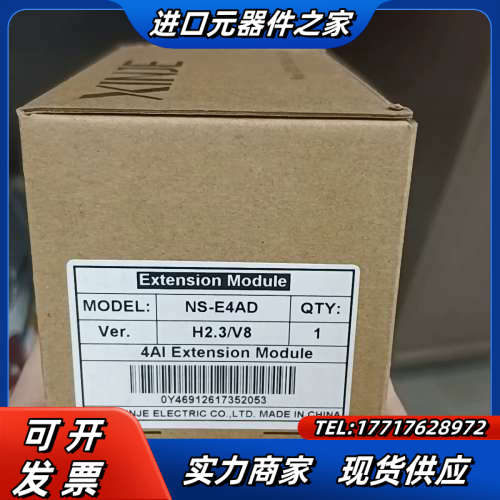 进口元器件之家
XINJE
Extension Module
MODEL: NS-E4AD QTY:
Ver. H2.3/V8 1
4AI Extension Module
0Y46912617352053
NJE ELECTRIC CO.,LTD. MADE IN CHINA
可开
发票
TEL:17717628972
实力商家 现货供应